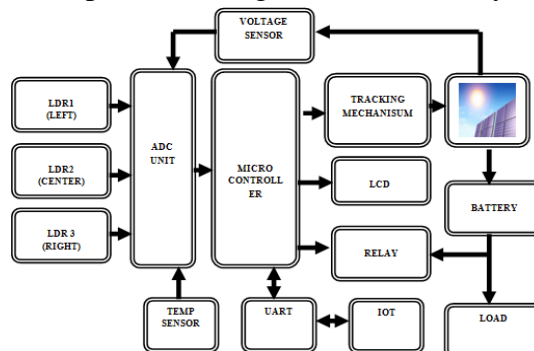 VOLTAGE
SENSOR
LDR1
(LEFT)
LDR2
(CENTER)
LDR 3
(RIGHT)
ADC
UNIT
MICRO
CONTROLL
ER
TRACKING
MECHANISUM
LCD
RELAY
BATTERY
TEMP
SENSOR
UART
IOT
LOAD